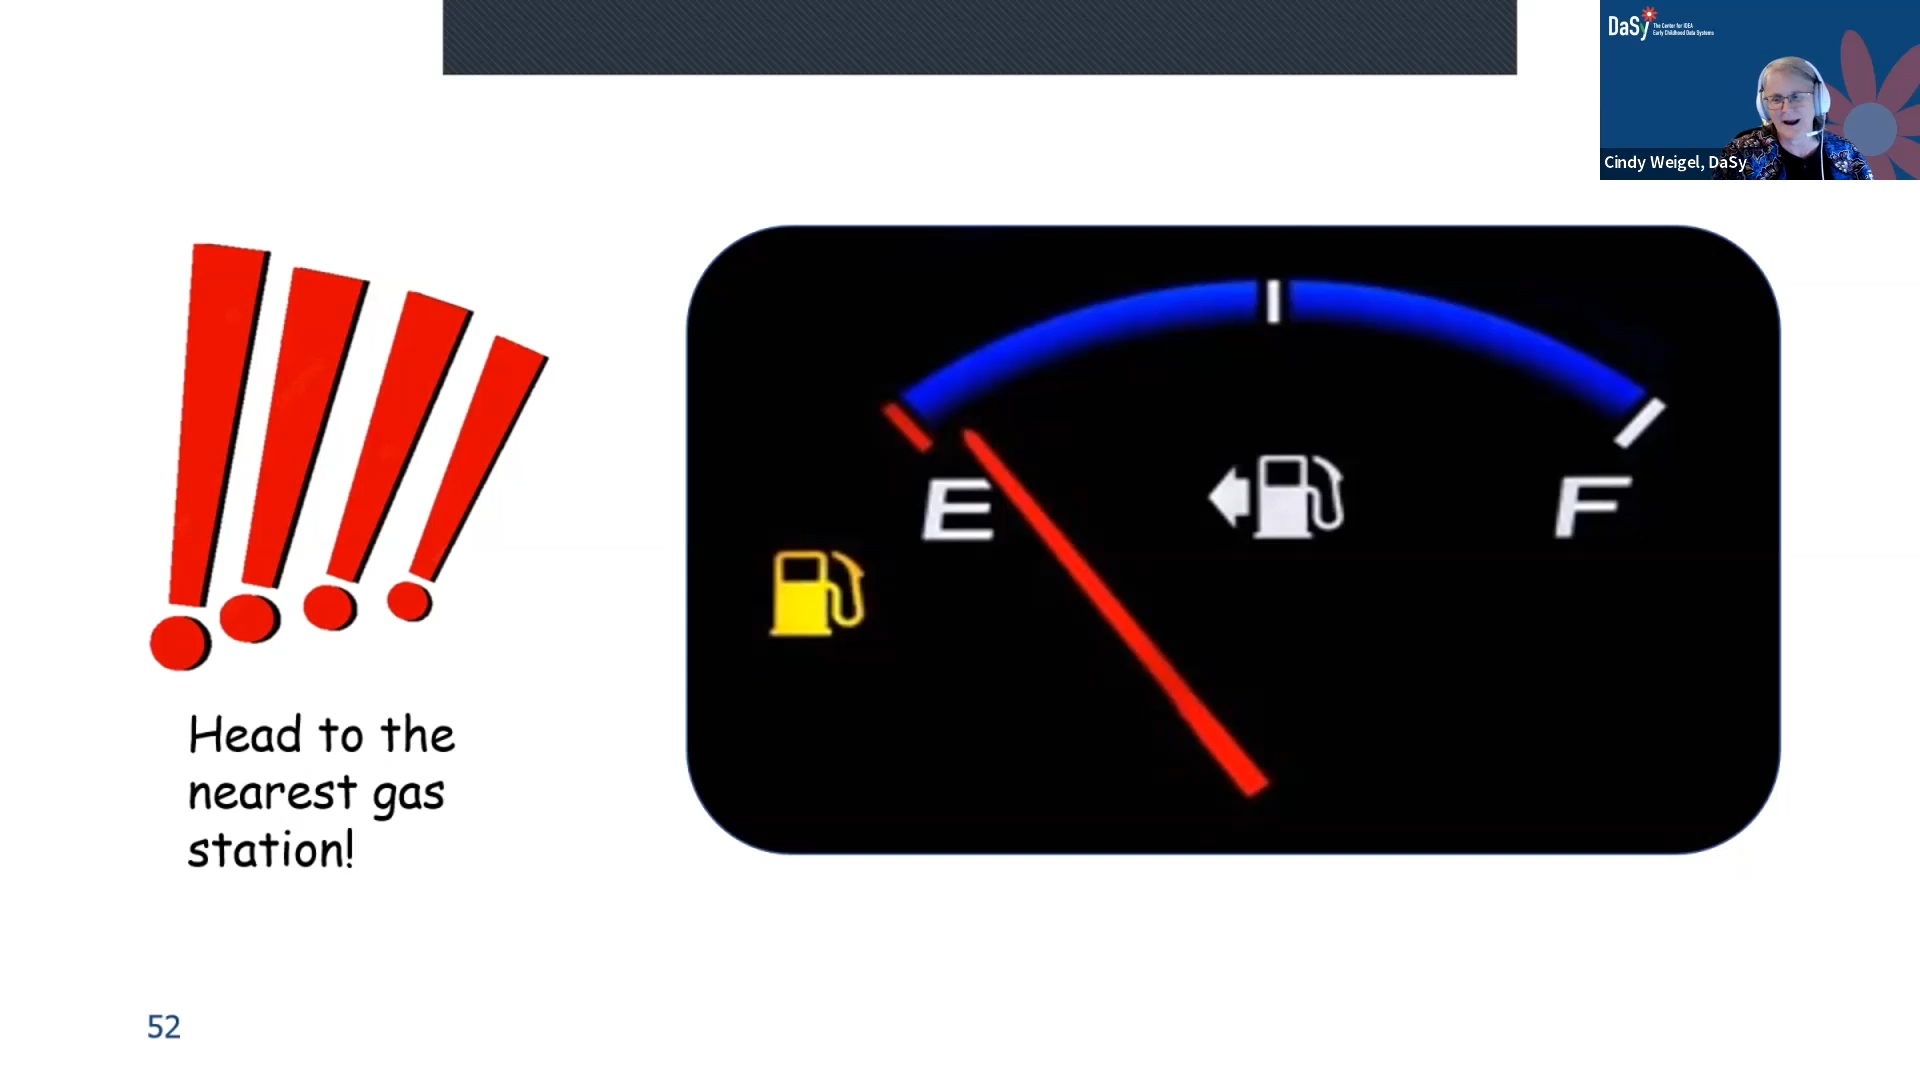 DaSy The Center for IDEA
Early Childhood Data Systems
Cindy Weigel, DaSy
E
F
Head to the
nearest gas
station!
52